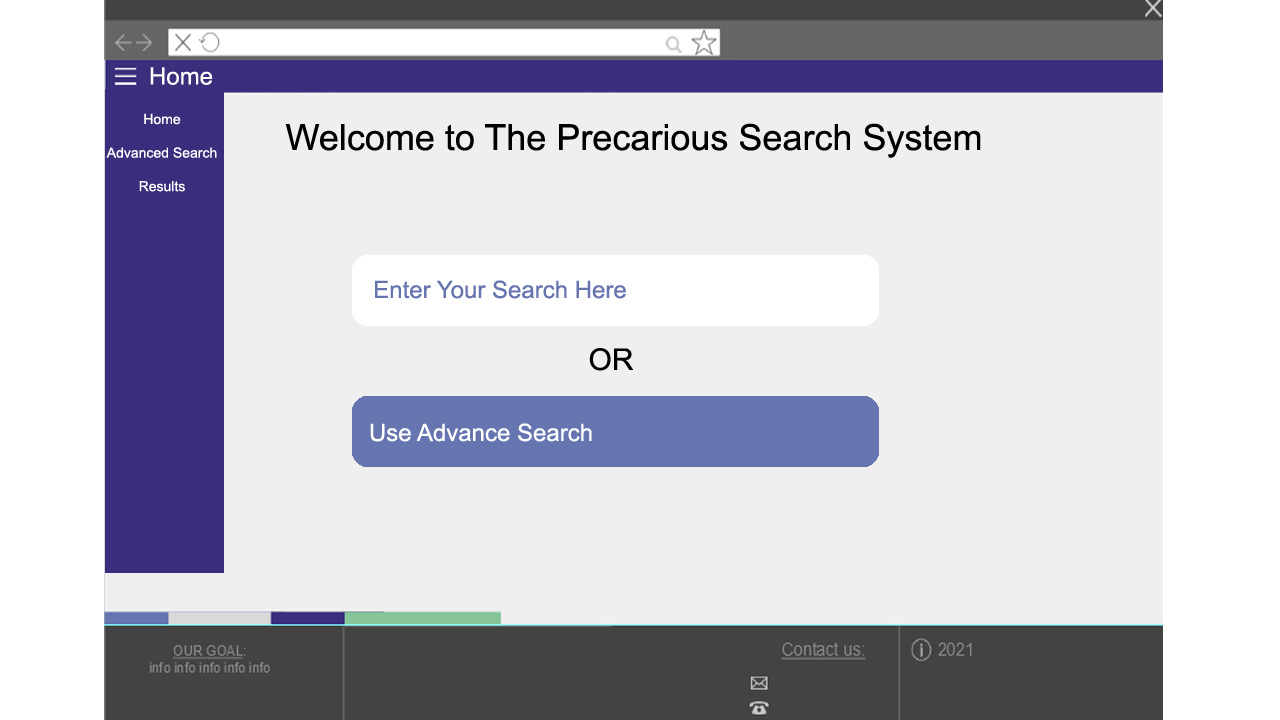 Home
Home
Advanced Search
Results
Welcome to The Precarious Search System
Enter Your Search Here
OR
Use Advance Search
OUR GOAL:
info info info info info
Contact us:
2021